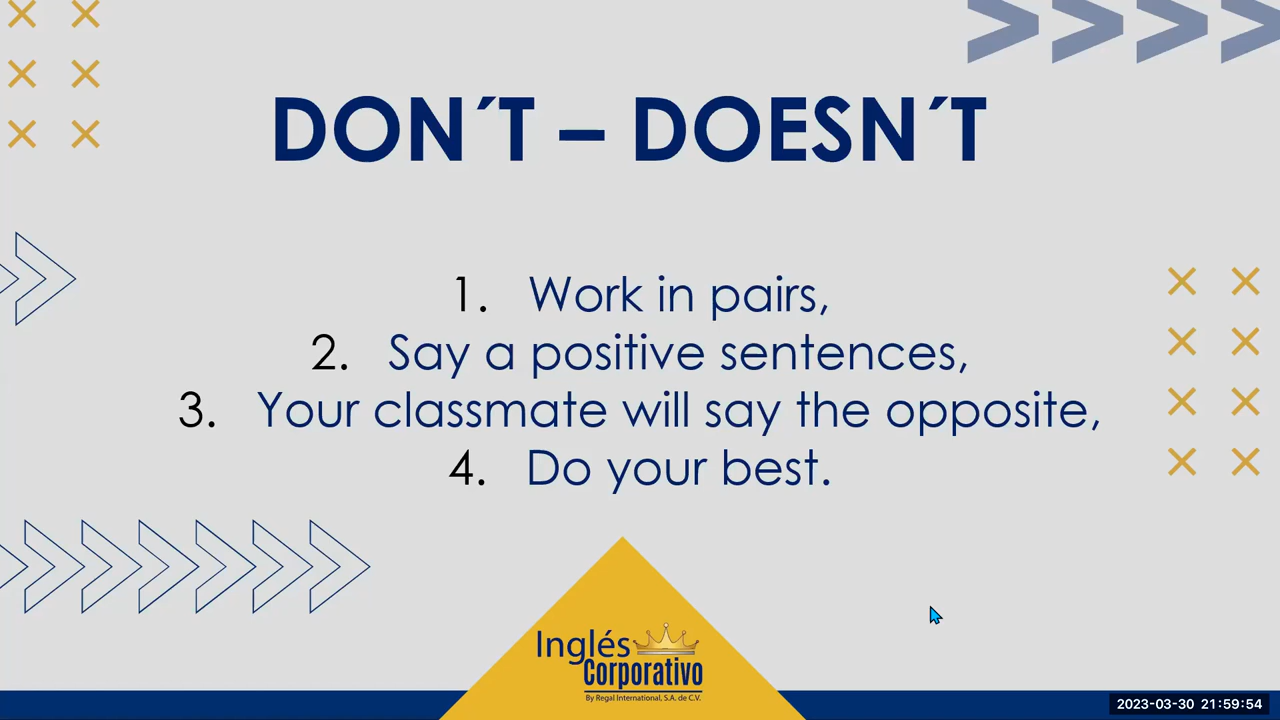 DON´T – DOESN´T
1. Work in pairs,
2. Say a positive sentences,
3. Your classmate will say the opposite,
4. Do your best.
Inglés
Corporativo
By Regal International, S.A. de C.V.
2023-03-30 21:59:54